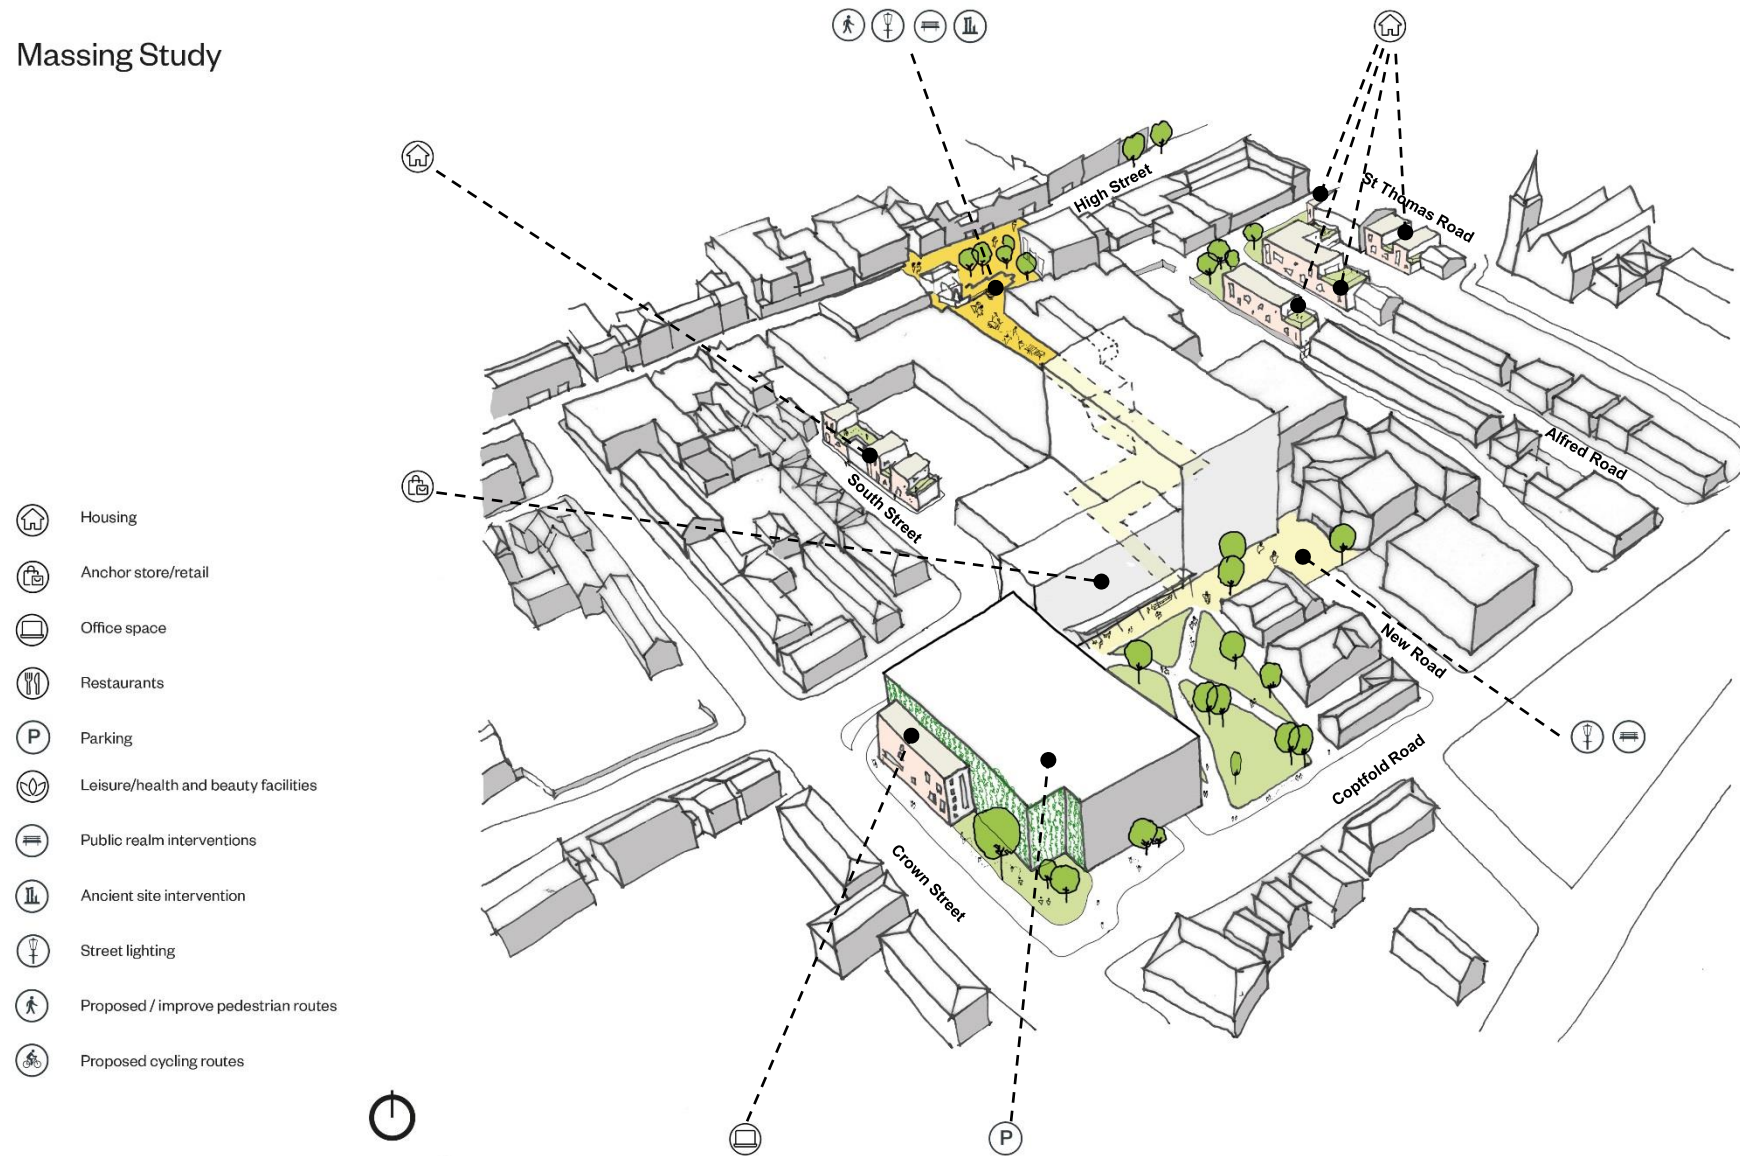 Massing Study
High Street
St Thomas Road
South Street
Alfred Road
New Road
Coptfold Road
Crown Street
Housing
Anchor store/retail
Office space
Restaurants
P
Parking
Leisure/health and beauty facilities
Public realm interventions
Ancient site intervention
Street lighting
Proposed / improve pedestrian routes
Proposed cycling routes
P